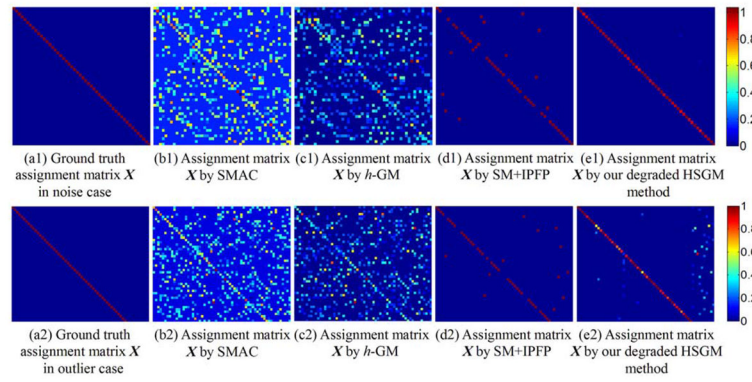 1
0.8
0.6
0.4
0.2
0
(a1) Ground truth
assignment matrix X
in noise case
(b1) Assignment matrix
X by SMAC
(c1) Assignment matrix
X by h-GM
(d1) Assignment matrix
X by SM+IPFP
(e1) Assignment matrix
X by our degraded HSGM
method
1
0.8
0.6
0.4
0.2
0
(a2) Ground truth
assignment matrix X
in outlier case
(b2) Assignment matrix
X by SMAC
(c2) Assignment matrix
X by h-GM
(d2) Assignment matrix
X by SM+IPFP
(e2) Assignment matrix
X by our degraded HSGM
method